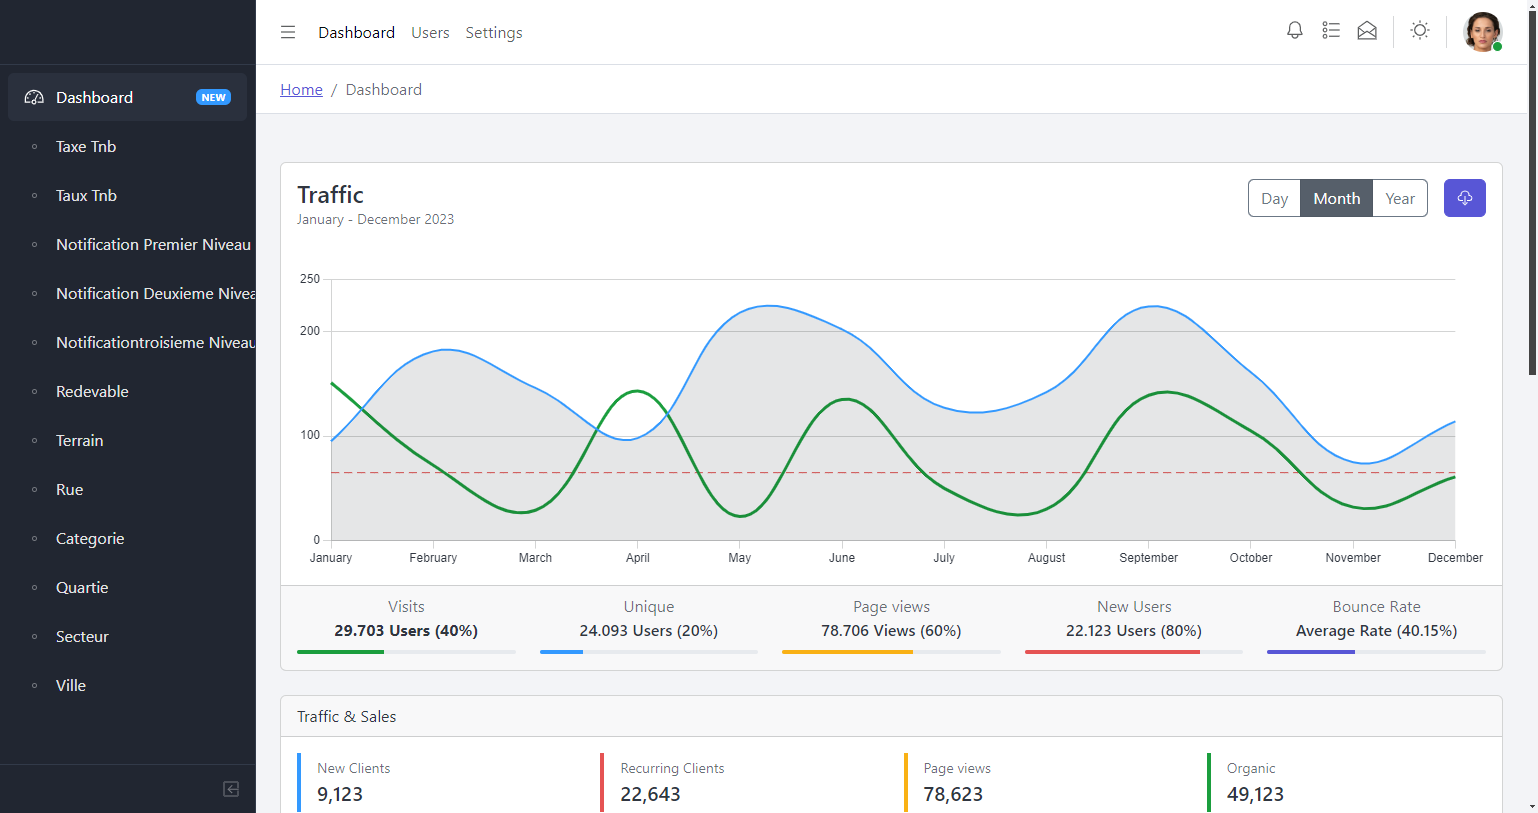 Dashboard NEW
Taxe Tnb
Taux Tnb
Notification Premier Niveau
Notification Deuxieme Nivea
Notificationtroisieme Niveau
Redevable
Terrain
Rue
Categorie
Quartie
Secteur
Ville
Dashboard Users Settings
Home / Dashboard
Traffic
January - December 2023
Day Month Year
250
200
100
0
January February March April May June July August September October November December
Visits
29.703 Users (40%)
Unique
24.093 Users (20%)
Page views
78.706 Views (60%)
New Users
22.123 Users (80%)
Bounce Rate
Average Rate (40.15%)
Traffic & Sales
New Clients
9,123
Recurring Clients
22,643
Page views
78,623
Organic
49,123